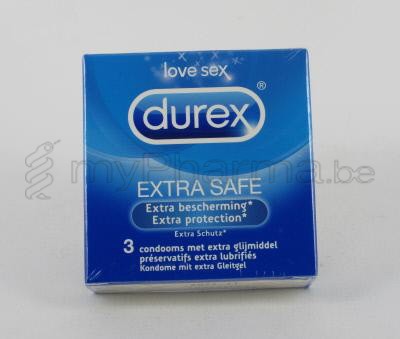 love sex
durex®
EXTRA SAFE
Extra bescherming*
Extra protection*
Extra Schutz*
3 condooms met extra glijmiddel
préservatifs extra lubrifiés
Kondome mit extra Gleitgel
myPharma.be